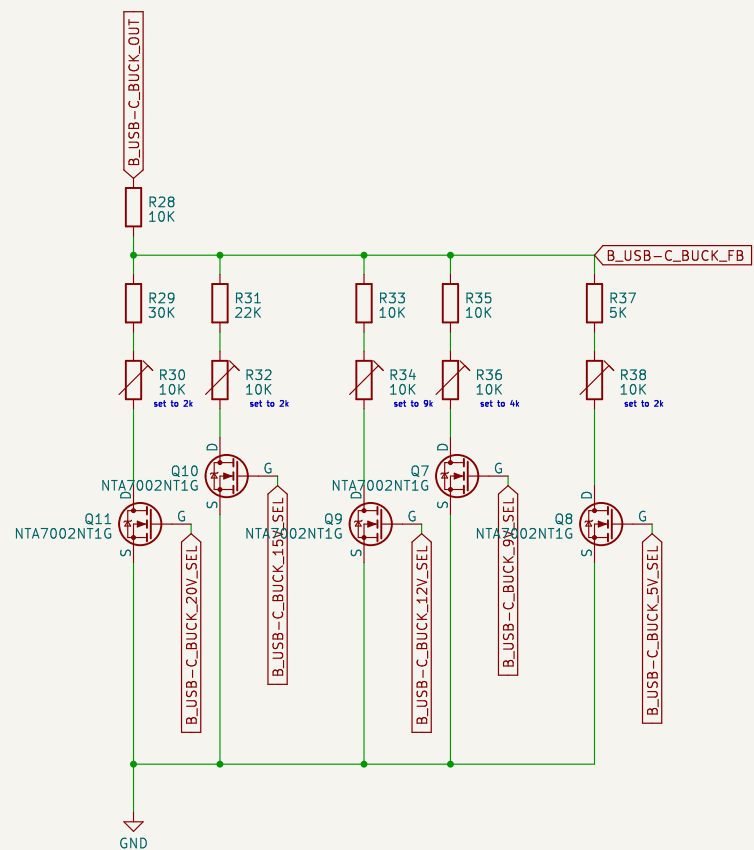 B_USB-C_BUCK_OUT
R28
10K
B_USB-C_BUCK_FB
R29
30K
R31
22K
R33
10K
R35
10K
R37
5K
R30
10K
set to 2k
R32
10K
set to 2k
R34
10K
set to 9k
R36
10K
set to 4k
R38
10K
set to 2k
D
Q10
NTA7002NT1G
G
S
D
Q7
NTA7002NT1G
G
S
D
Q11
NTA7002NT1G
G
S
D
Q9
NTA7002NT1G
G
S
D
Q8
NTA7002NT1G
G
S
B_USB-C_BUCK_20V_SEL
B_USB-C_BUCK_15V_SEL
B_USB-C_BUCK_12V_SEL
B_USB-C_BUCK_9V_SEL
B_USB-C_BUCK_5V_SEL
GND